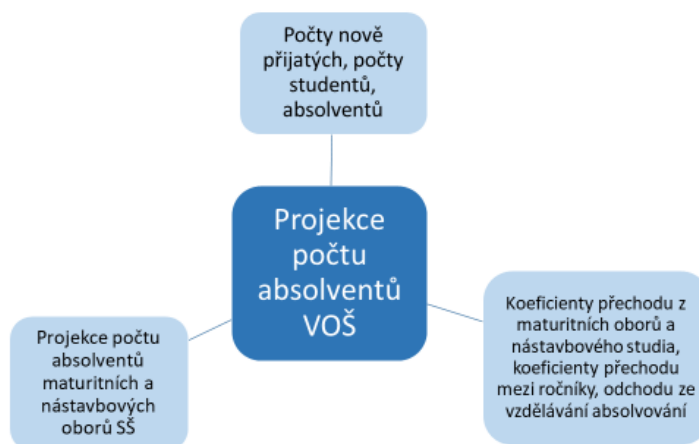 Počty nově
přijatých, počty
studentů,
absolventů
Projekce
počtu
absolventů
VOŠ
Projekce počtu
absolventů
maturitních a
nástavbových
oborů SŠ
Koeficienty přechodu z
maturitních oborů a
nástavbového studia,
koeficienty přechodu
mezi ročníky, odchodu ze
vzdělávání absolvování